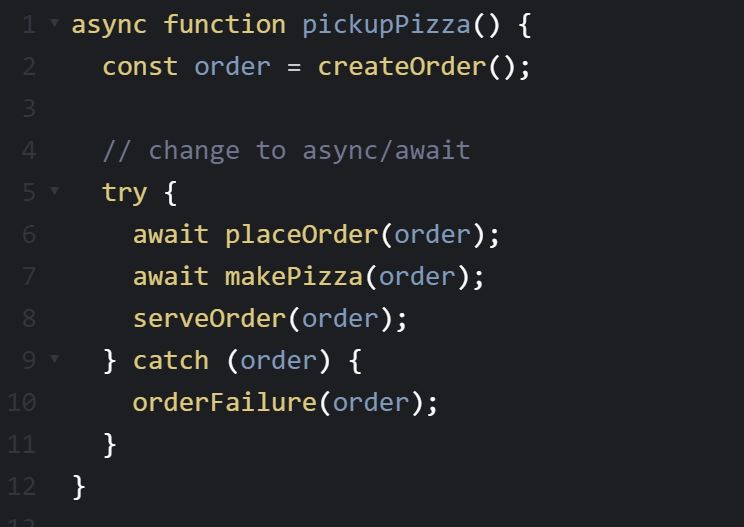 1 async function pickupPizza() {
2   const order = createOrder();
3
4   // change to async/await
5   try {
6     await placeOrder(order);
7     await makePizza(order);
8     serveOrder(order);
9   } catch (order) {
10     orderFailure(order);
11   }
12 }